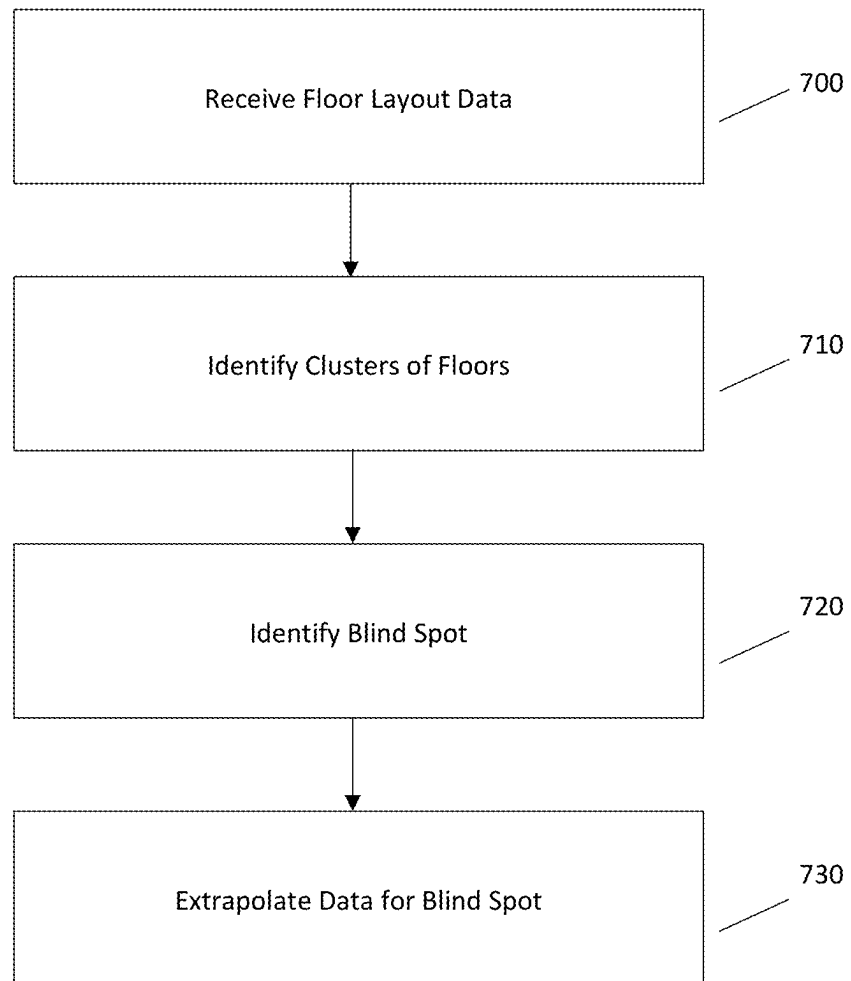 Receive Floor Layout Data
700
Identify Clusters of Floors
710
Identify Blind Spot
720
Extrapolate Data for Blind Spot
730